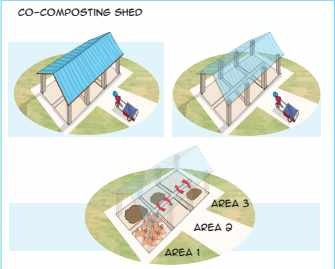 CO-COMPOSTING SHED
AREA 3
AREA 2
AREA 1